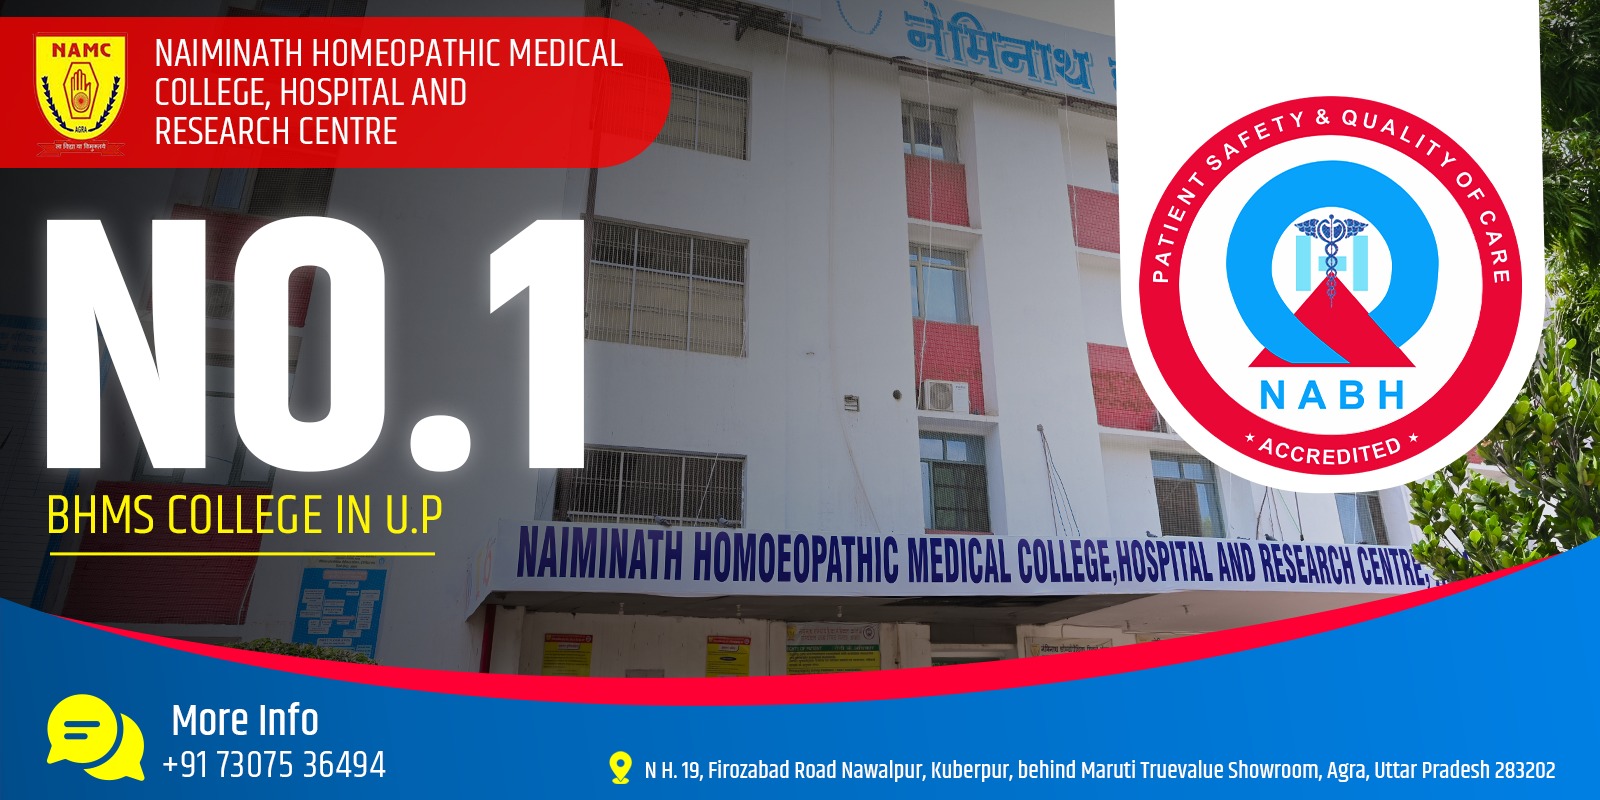 NAMC
AGRA
सा विद्या या विमुक्तये
NAIMINATH HOMEOPATHIC MEDICAL
COLLEGE, HOSPITAL AND
RESEARCH CENTRE
नेमिनाथ
PATIENT SAFETY & QUALITY OF CARE
H
NABH
★ ACCREDITED ★
NO.1
BHMS COLLEGE IN U.P
NAIMINATH HOMOEOPATHIC MEDICAL COLLEGE,HOSPITAL AND RESEARCH CENTRE,
More Info
+91 73075 36494
N H. 19, Firozabad Road Nawalpur, Kuberpur, behind Maruti Truevalue Showroom, Agra, Uttar Pradesh 283202